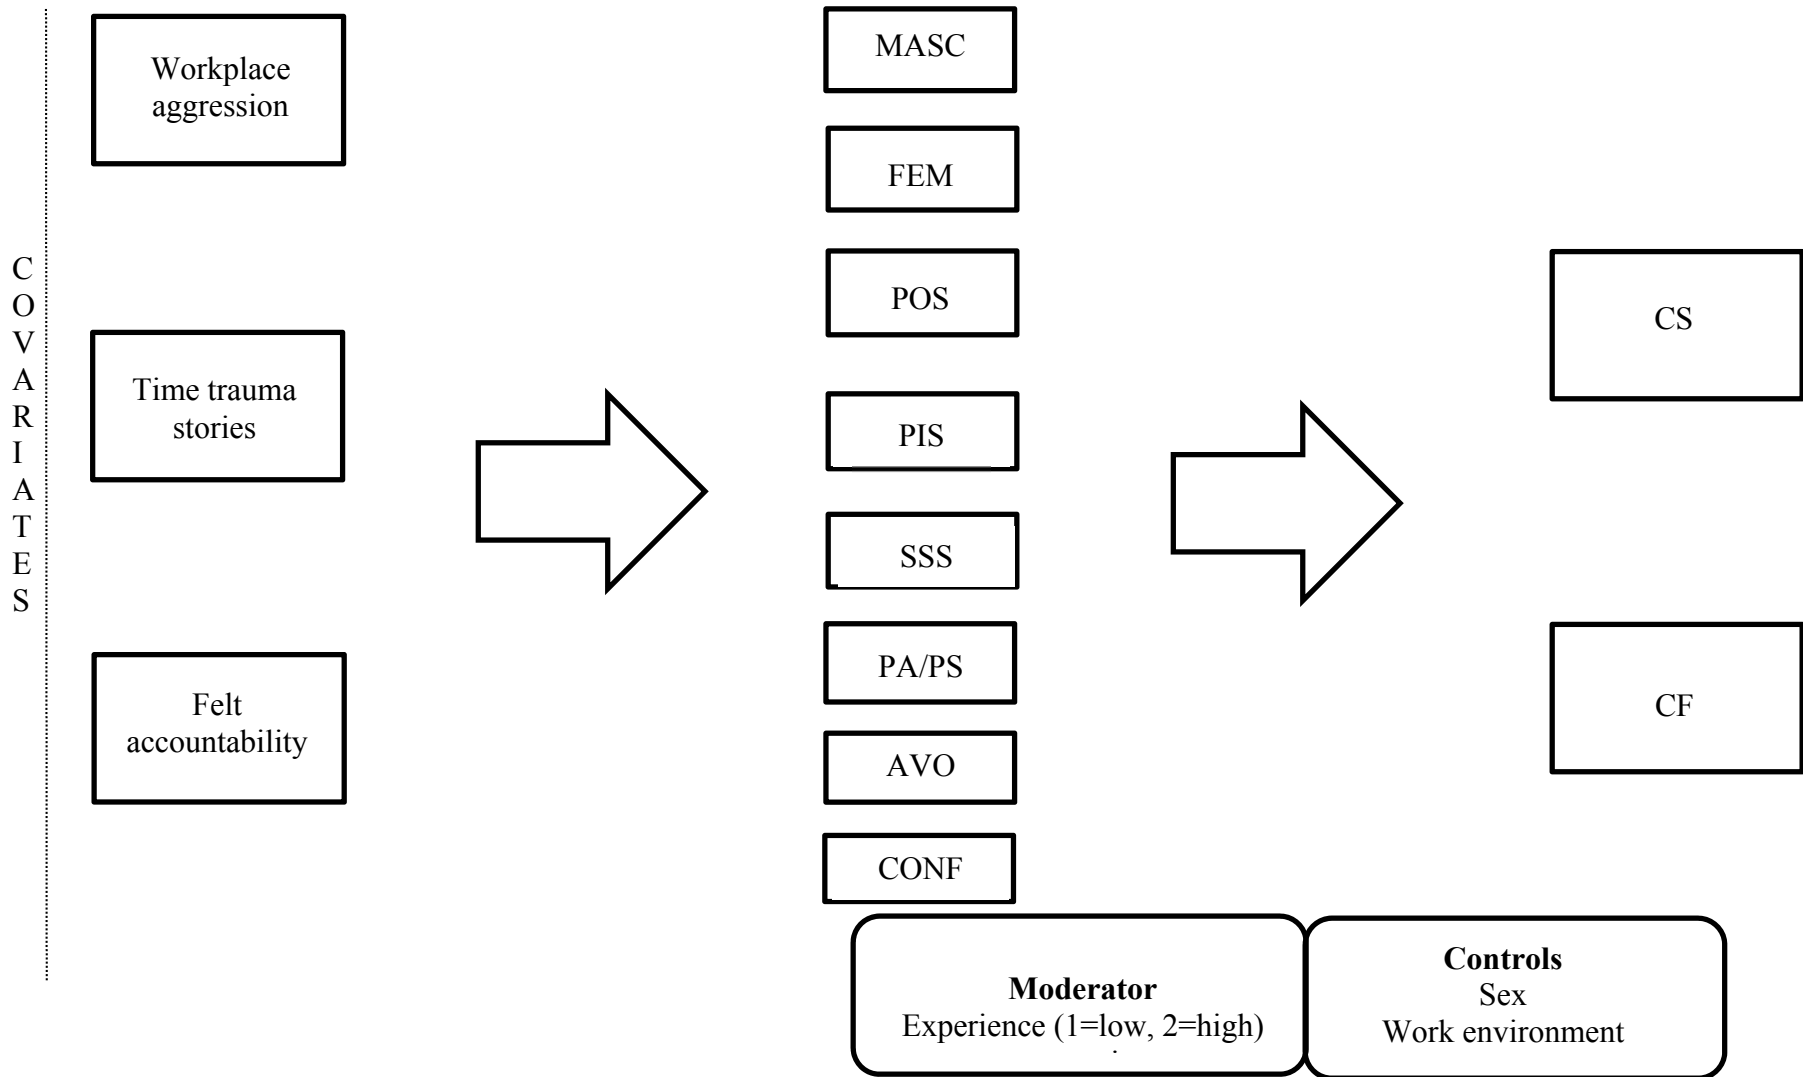 COVARIATES
Workplace
aggression
Time trauma
stories
Felt
accountability
MASC
FEM
POS
PIS
SSS
PA/PS
AVO
CONF
CS
CF
Moderator
Experience (1=low, 2=high)
.
Controls
Sex
Work environment